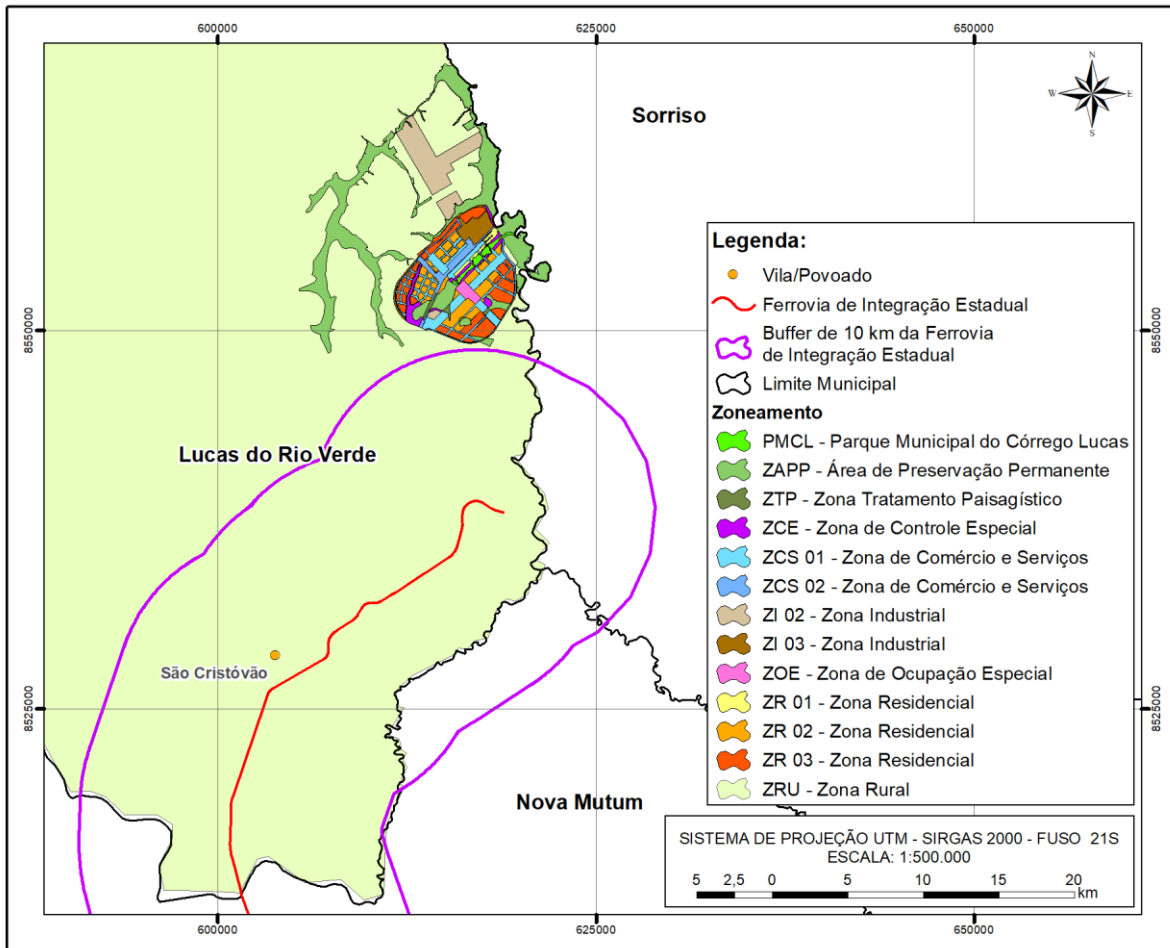 600000
625000
650000
N
W
E
S
Sorriso
8550000
8550000
Legenda:
Vila/Povoado
Ferrovia de Integração Estadual
Buffer de 10 km da Ferrovia
de Integração Estadual
Limite Municipal
Zoneamento
PMCL - Parque Municipal do Córrego Lucas
ZAPP - Área de Preservação Permanente
ZTP - Zona Tratamento Paisagístico
ZCE - Zona de Controle Especial
ZCS 01 - Zona de Comércio e Serviços
ZCS 02 - Zona de Comércio e Serviços
ZI 02 - Zona Industrial
ZI 03 - Zona Industrial
ZOE - Zona de Ocupação Especial
ZR 01 - Zona Residencial
ZR 02 - Zona Residencial
ZR 03 - Zona Residencial
ZRU - Zona Rural
Lucas do Rio Verde
São Cristóvão
8525000
8525000
Nova Mutum
SISTEMA DE PROJEÇÃO UTM - SIRGAS 2000 - FUSO 21S
ESCALA: 1:500.000
5 2,5 0 5 10 15 20
km
600000
625000
650000